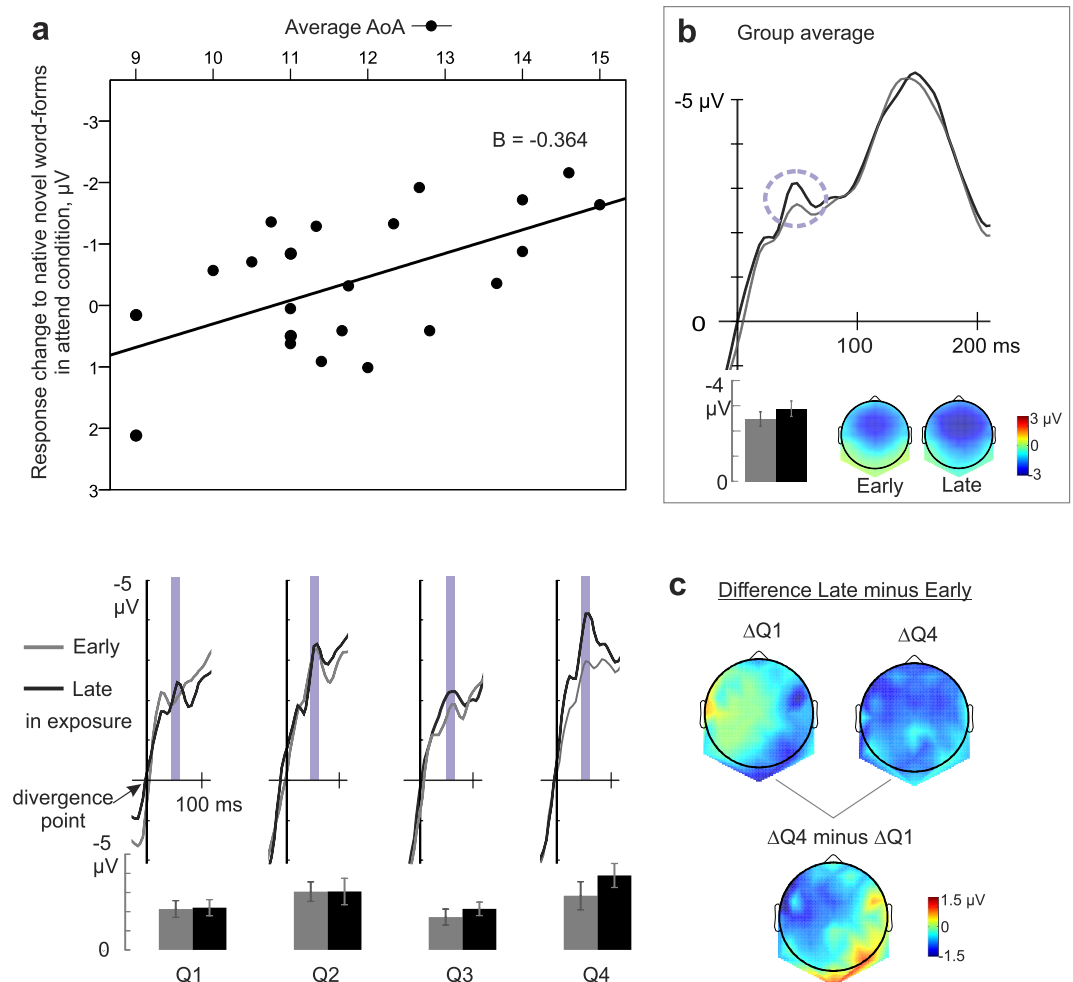 a
Average AoA
9 10 11 12 13 14 15
Response change to native novel word-forms
in attend condition, µV
-3
-2
-1
0
1
2
3
B = -0.364
b
Group average
-5 µV
0
100
200 ms
-4
µV
0
Early
Late
3 µV
0
-3
-5
µV
Early
Late
in exposure
divergence
point
100 ms
-5
µV
0
Q1
Q2
Q3
Q4
c
Difference Late minus Early
ΔQ1
ΔQ4
ΔQ4 minus ΔQ1
1.5 µV
0
-1.5